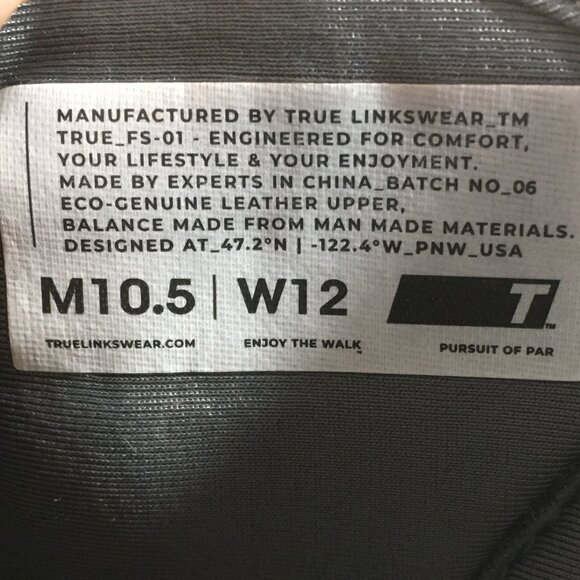 MANUFACTURED BY TRUE LINKSWEAR_TM
TRUE_FS-01 - ENGINEERED FOR COMFORT,
YOUR LIFESTYLE & YOUR ENJOYMENT.
MADE BY EXPERTS IN CHINA_BATCH NO_06
ECO-GENUINE LEATHER UPPER,
BALANCE MADE FROM MAN MADE MATERIALS.
DESIGNED AT_47.2°N | -122.4°W_PNW_USA
M10.5 | W12 T™
TRUELINKSWEAR.COM ENJOY THE WALK™ PURSUIT OF PAR